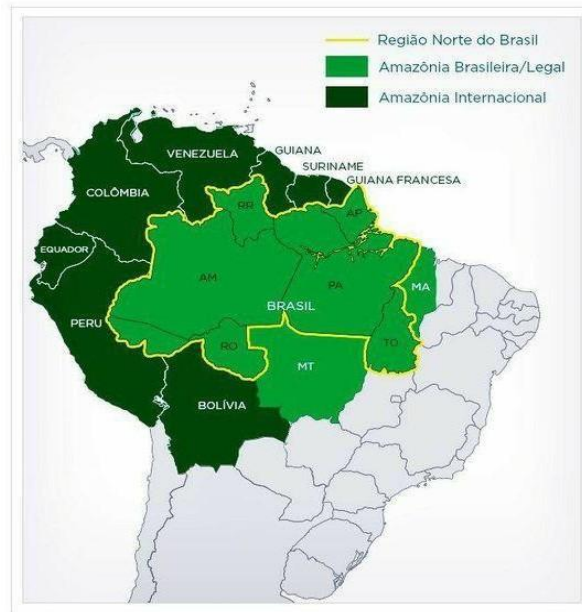 Região Norte do Brasil
Amazônia Brasileira/Legal
Amazônia Internacional
VENEZUELA
GUIANA
SURINAME
GUIANA FRANCESA
COLÔMBIA
RR
AP
EQUADOR
AM
PA
MA
BRASIL
PERU
RO
TO
MT
BOLÍVIA